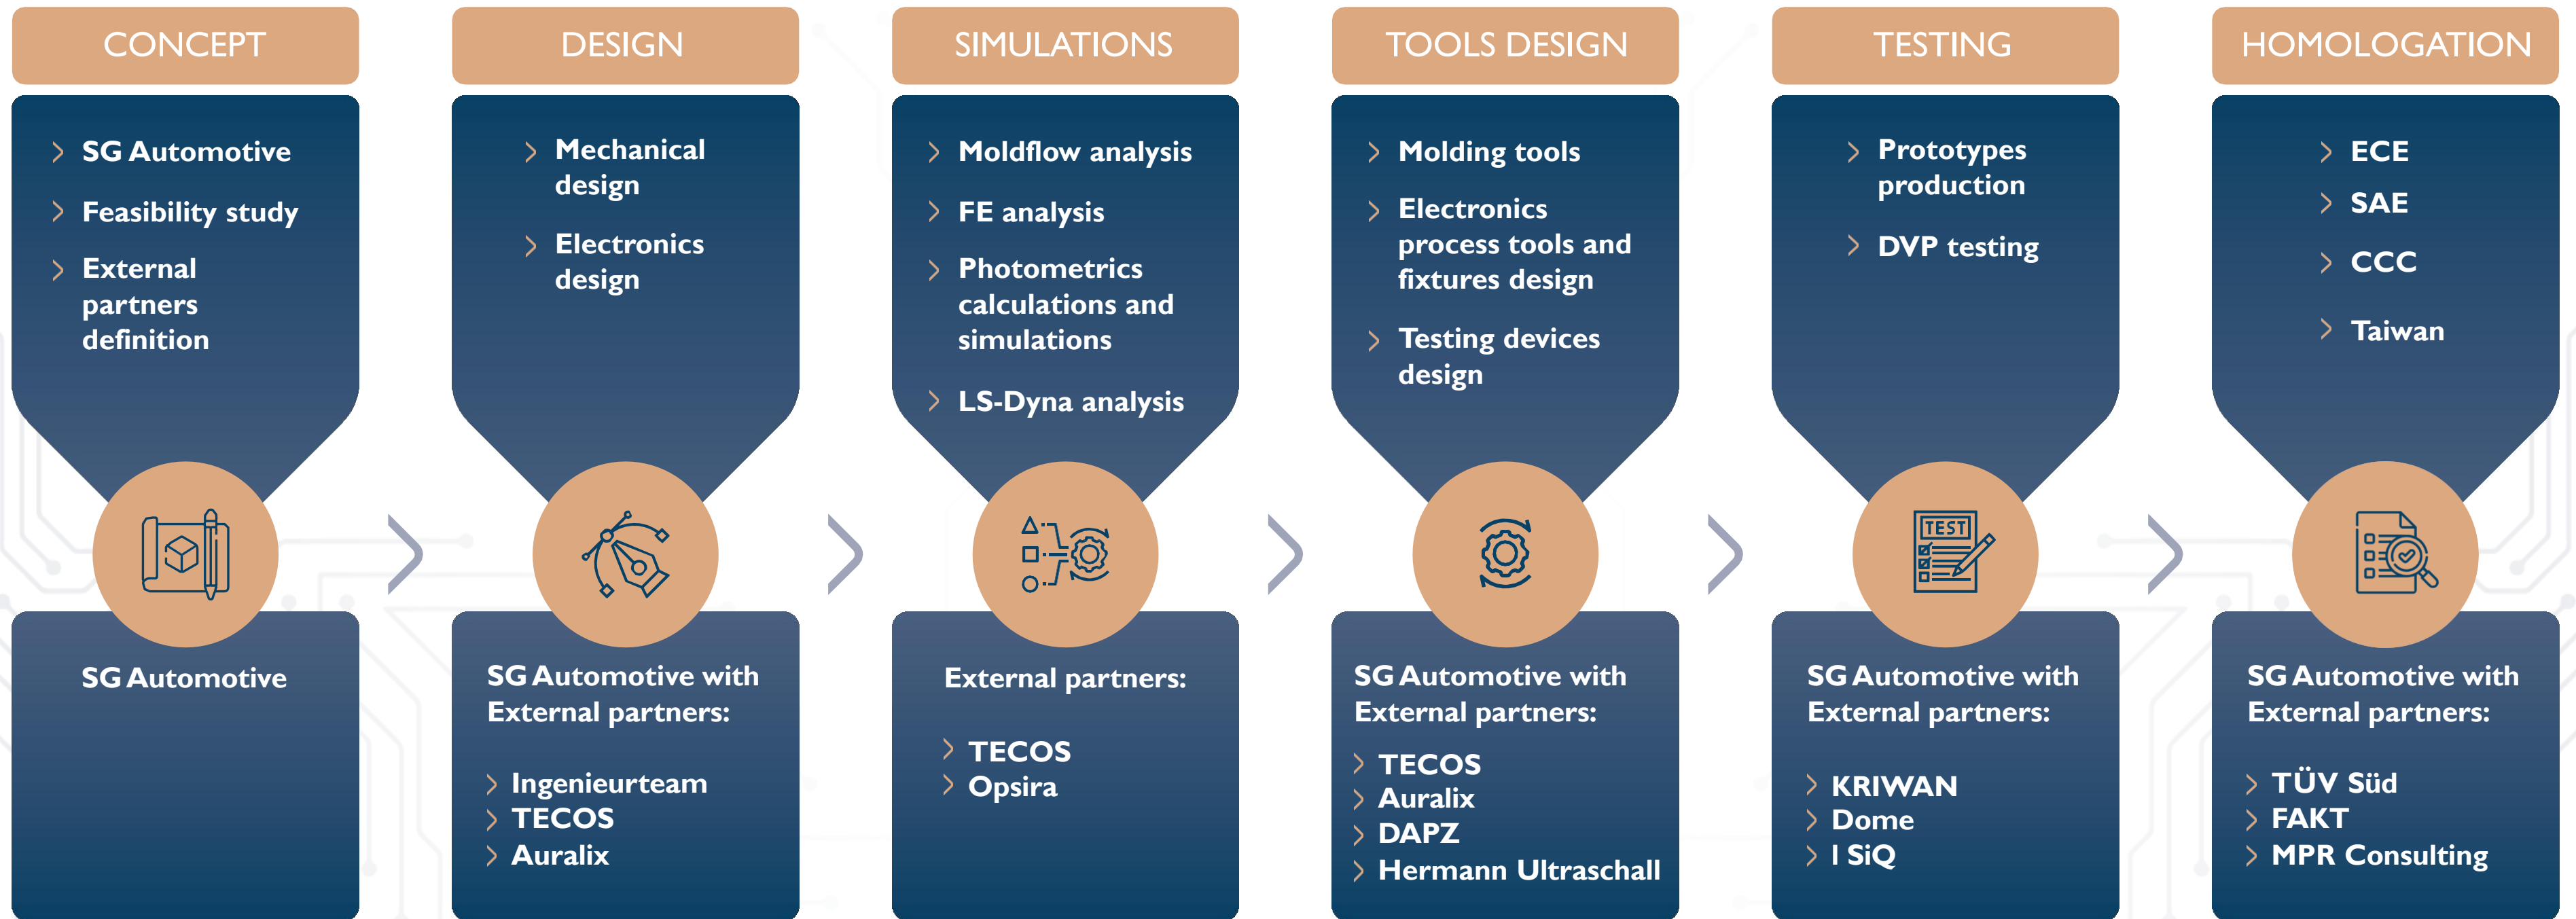 CONCEPT
SG Automotive
Feasibility study
External
partners
definition
SG Automotive
DESIGN
Mechanical
design
Electronics
design
SG Automotive with
External partners:
Ingenieurteam
TECOS
Auralix
SIMULATIONS
Moldflow analysis
FE analysis
Photometrics
calculations and
simulations
LS-Dyna analysis
External partners:
TECOS
Opsira
TOOLS DESIGN
Molding tools
Electronics
process tools and
fixtures design
Testing devices
design
SG Automotive with
External partners:
TECOS
Auralix
DAPZ
Hermann Ultraschall
TESTING
Prototypes
production
DVP testing
TEST
SG Automotive with
External partners:
KRIWAN
Dome
I SiQ
HOMOLOGATION
ECE
SAE
CCC
Taiwan
SG Automotive with
External partners:
TÜV Süd
FAKT
MPR Consulting